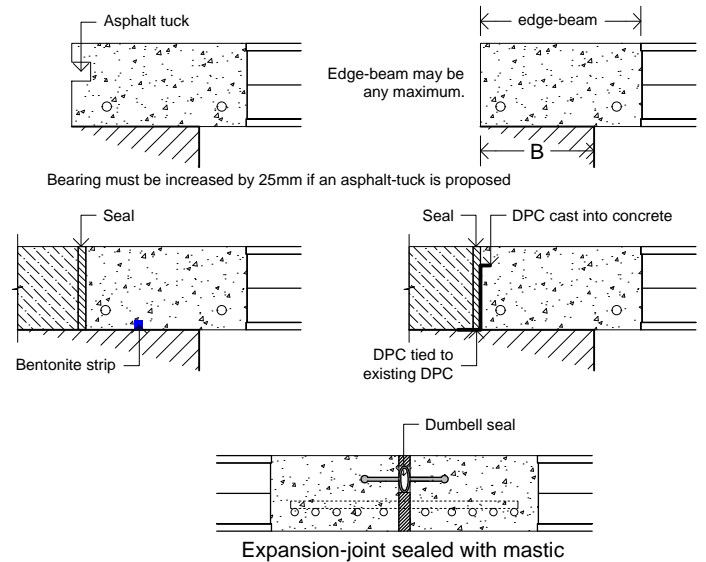 Asphalt tuck
edge-beam
Edge-beam may be
any maximum.
B
Bearing must be increased by 25mm if an asphalt-tuck is proposed
Seal
Seal
DPC cast into concrete
Bentonite strip
DPC tied to
existing DPC
Dumbell seal
Expansion-joint sealed with mastic